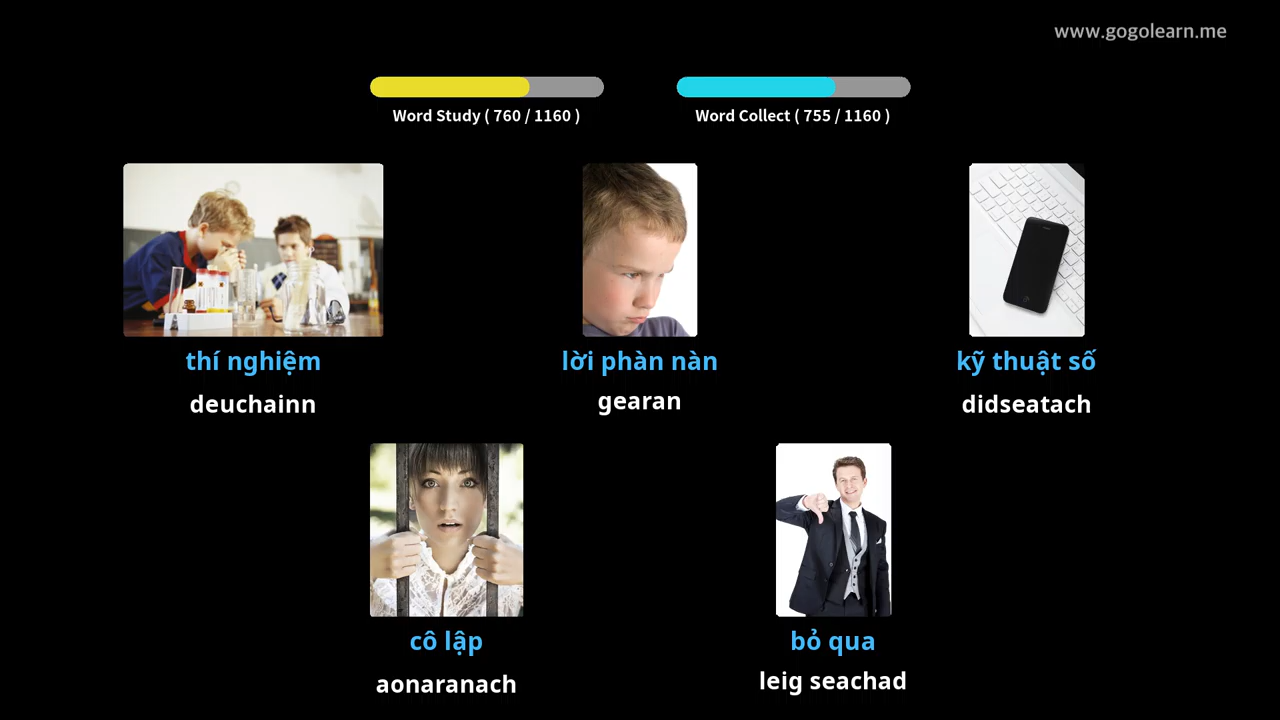 www.gogolearn.me
Word Study ( 760 / 1160 )
Word Collect ( 755 / 1160 )
thí nghiệm
deuchainn
lời phàn nàn
gearan
kỹ thuật số
didseatach
cô lập
aonaranach
bỏ qua
leig seachad